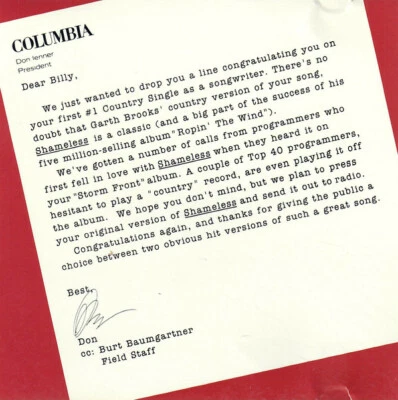 COLUMBIA
Don Ienner
President
Dear Billy,
We just wanted to drop you a line congratulating you on
your first #1 Country Single as a songwriter. There's no
doubt that Garth Brooks' country version of your song,
Shameless is a classic (and a big part of the success of his
five million-selling album"Ropin' The Wind").
We've gotten a number of calls from programmers who
first fell in love with Shameless when they heard it on
your"Storm Front"album. A couple of Top 40 programmers,
hesitant to play a "country" record, are even playing it off
the album. We hope you don't mind, but we plan to press
your original version of Shameless and send it out to radio.
Congratulations again, and thanks for giving the public a
choice between two obvious hit versions of such a great song.
Best,
Don
cc: Burt Baumgartner
Field Staff